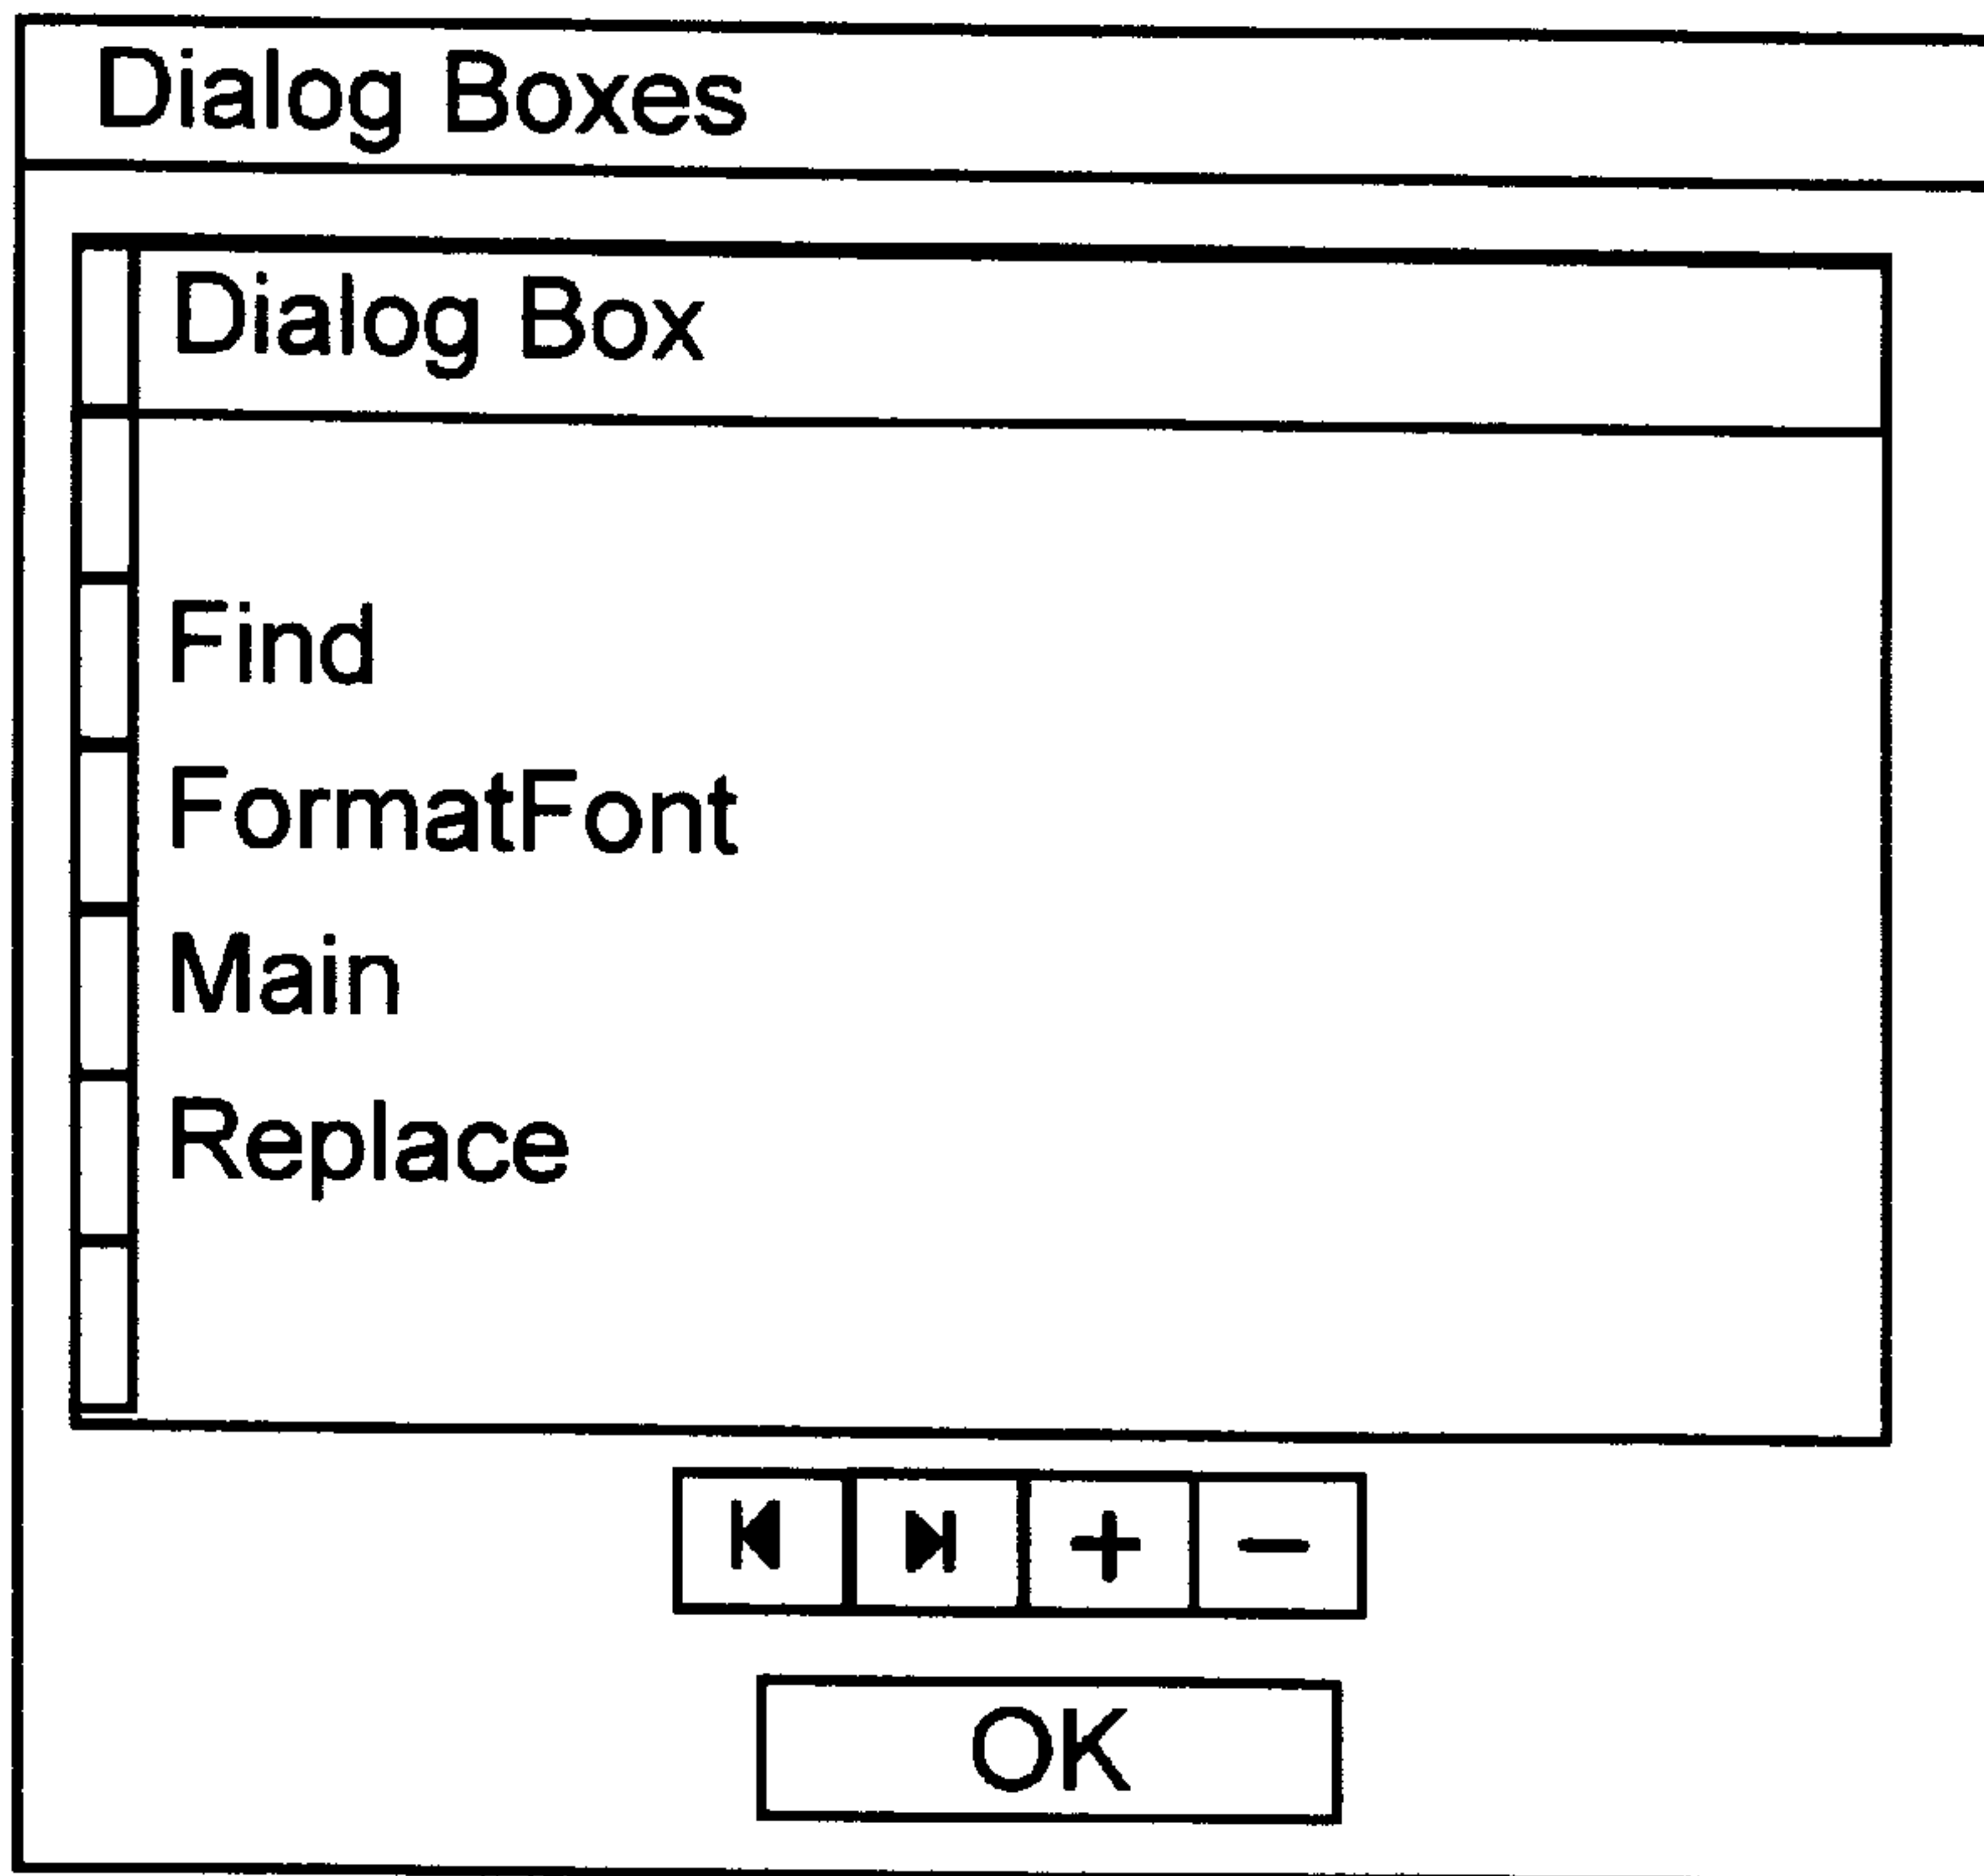 Dialog Boxes
Dialog Box
Find
FormatFont
Main
Replace
+ −
OK